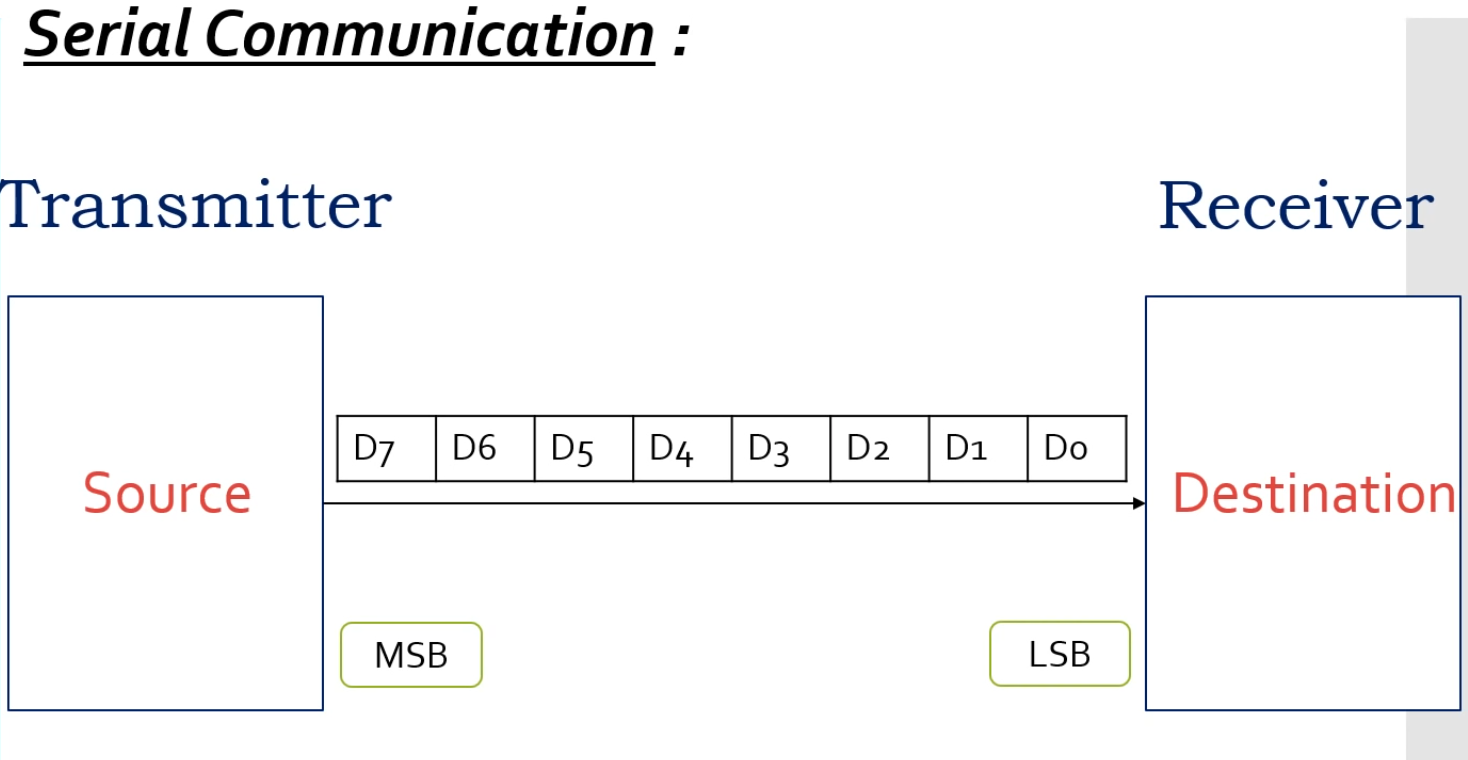 Serial Communication :
Transmitter
Receiver
D7 D6 D5 D4 D3 D2 D1 D0
Source
Destination
MSB
LSB